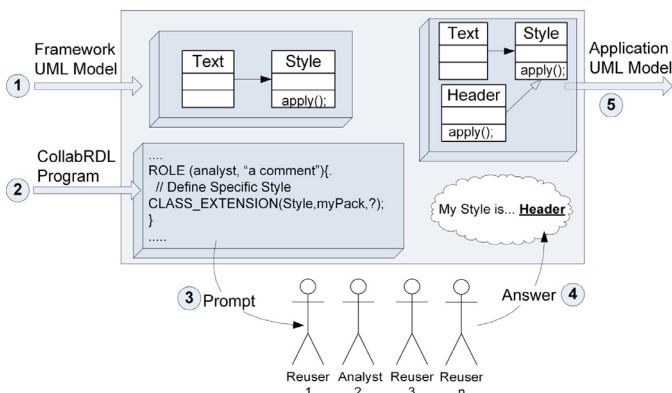 Framework
UML Model
1
Text
Style
apply();
Text
Style
apply();
Header
apply();
Application
UML Model
5
CollabRDL
Program
2
....
ROLE (analyst, “a comment”){.
// Define Specific Style
CLASS_EXTENSION(Style,myPack,?);
}
.....
My Style is... Header
3 Prompt
Answer 4
Reuser Analyst Reuser Reuser
1 2 3 n